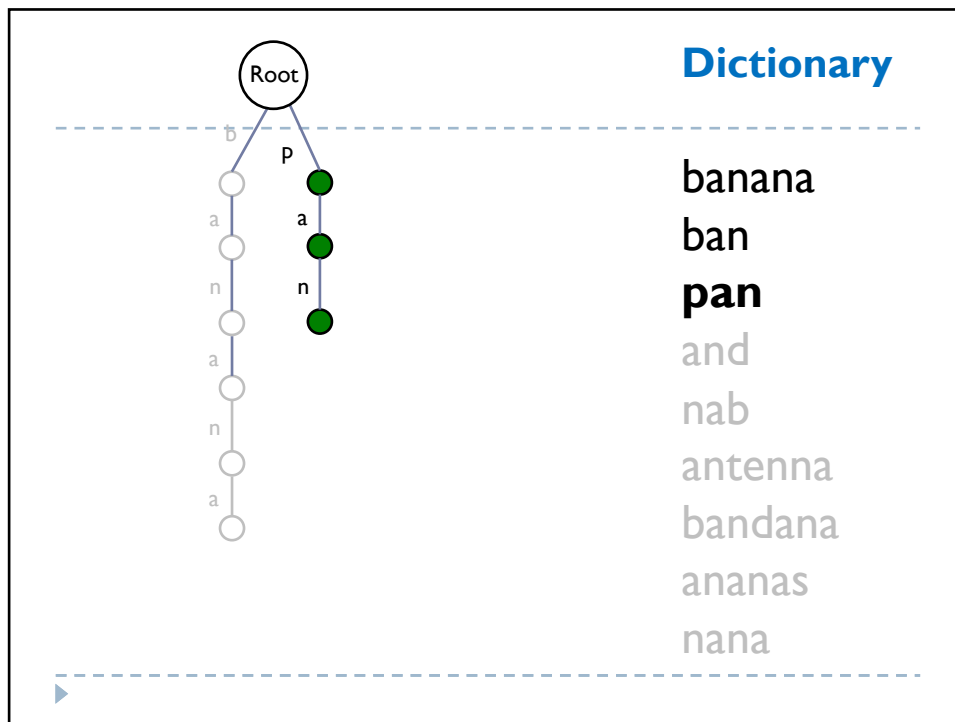 Dictionary
Root
b
p
a
a
n
n
a
n
a
banana
ban
pan
and
nab
antenna
bandana
ananas
nana